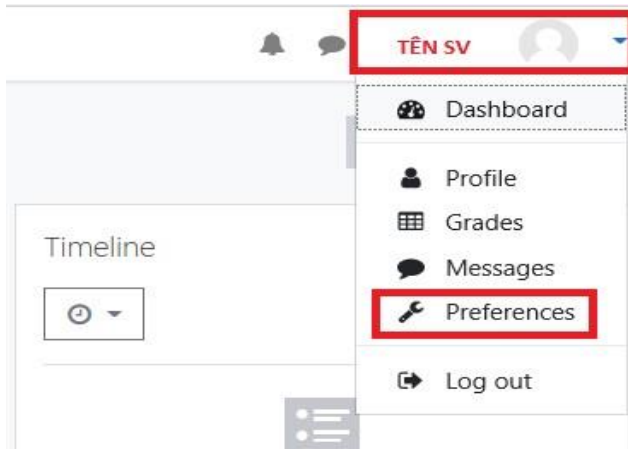 TÊN SV
Dashboard
Profile
Grades
Timeline
Messages
Preferences
Log out